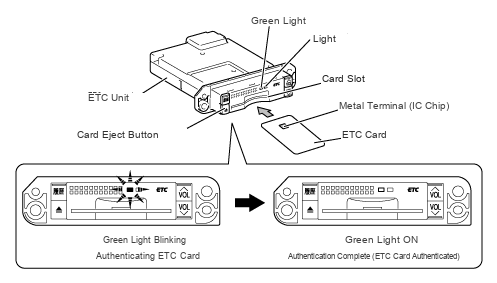 Green Light
Light
Card Slot
ETC Unit
Metal Terminal (IC Chip)
Card Eject Button
ETC Card
ETC
ETC
VOL
VOL
ETC
VOL
VOL
Green Light Blinking
Authenticating ETC Card
Green Light ON
Authentication Complete (ETC Card Authenticated)